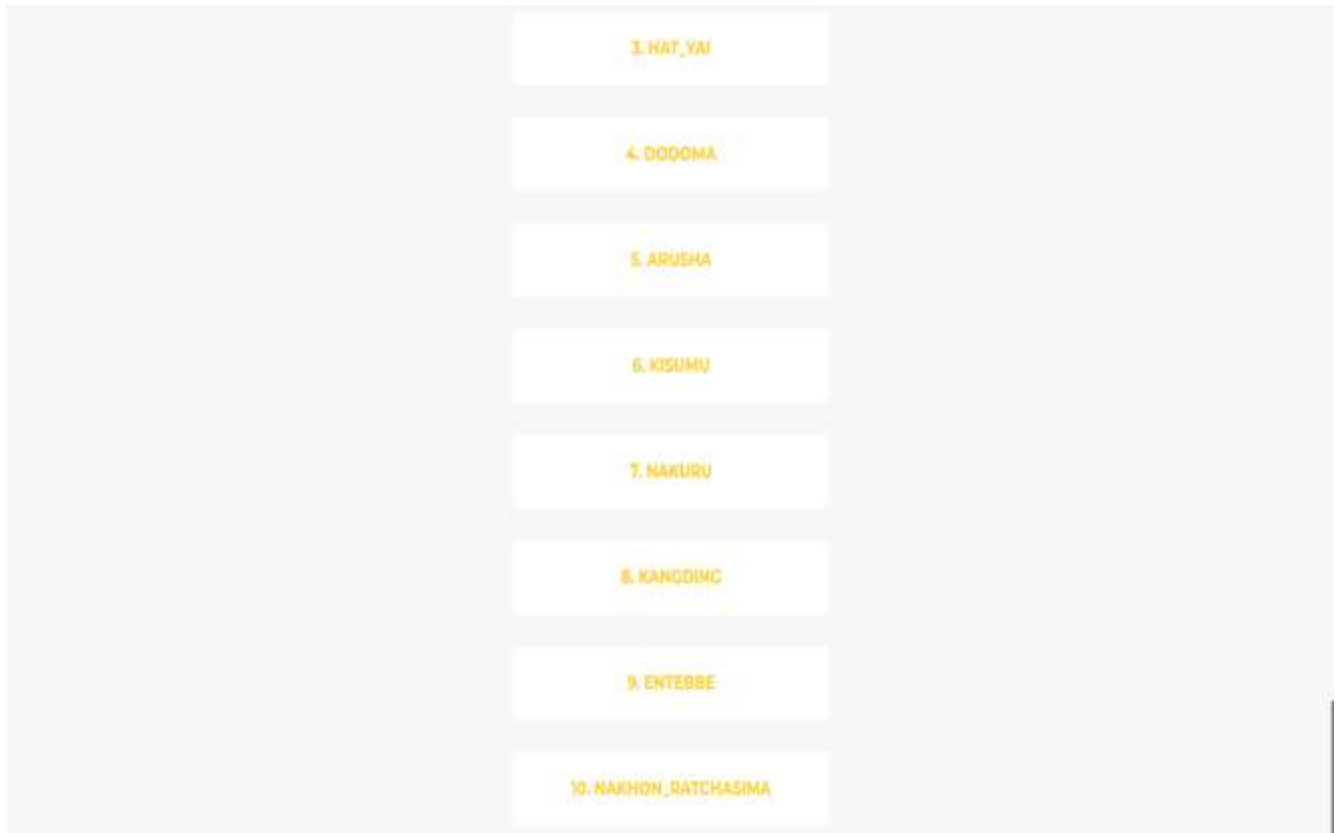 3. HAT_YAI
4. DODOMA
5. ARUSHA
6. KISUMU
7. NAKURU
8. KANGDING
9. ENTEBBE
10. NAKHON_RATCHASIMA